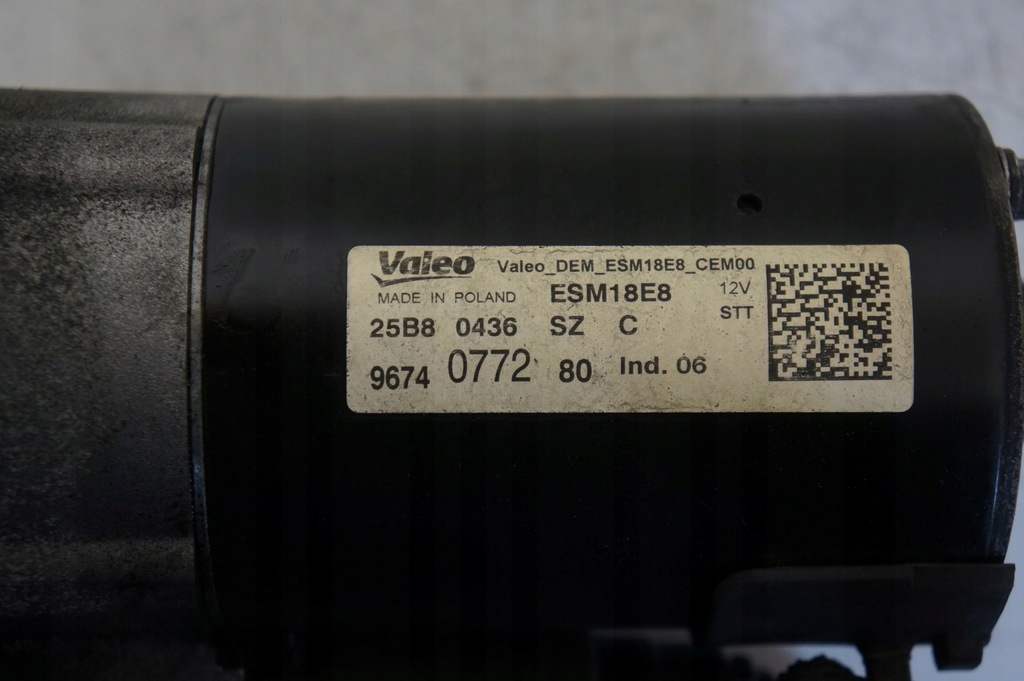 Valeo Valeo_DEM_ESM18E8_CEM00
MADE IN POLAND ESM18E8 12V
STT
25B8 0436 SZ C
9674 0772 80 Ind. 06